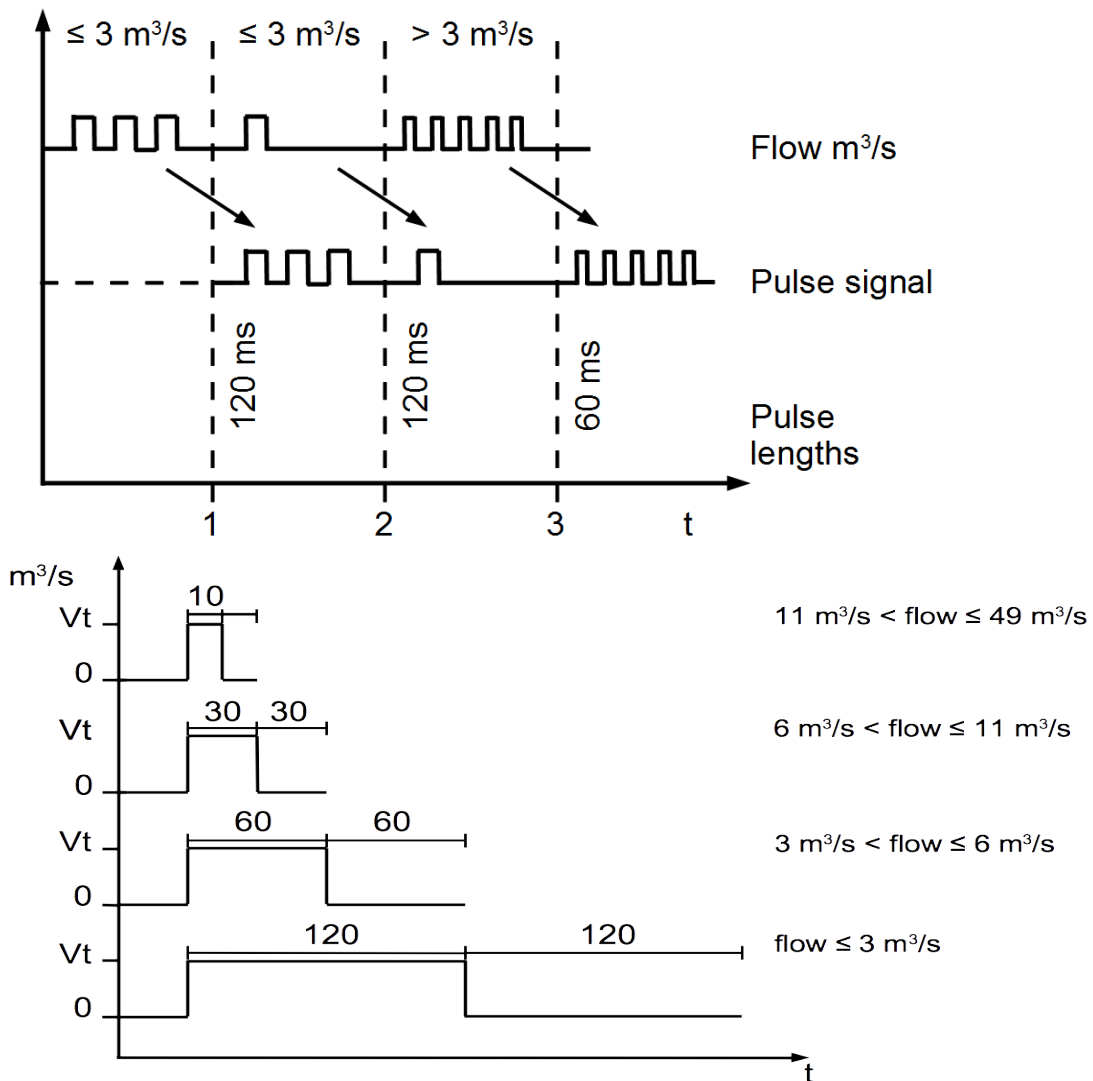 ≤ 3 m³/s ≤ 3 m³/s > 3 m³/s
Flow m³/s
Pulse signal
120 ms
120 ms
60 ms
Pulse
lengths
1 2 3 t
m³/s
10
Vt
11 m³/s < flow ≤ 49 m³/s
0
30 30
Vt
6 m³/s < flow ≤ 11 m³/s
0
60 60
Vt
3 m³/s < flow ≤ 6 m³/s
0
120 120
Vt
flow ≤ 3 m³/s
0
t